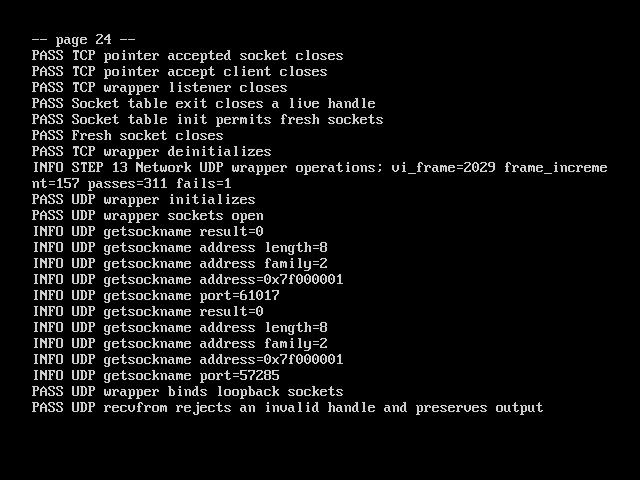 -- page 24 --
PASS TCP pointer accepted socket closes
PASS TCP pointer accept client closes
PASS TCP wrapper listener closes
PASS Socket table exit closes a live handle
PASS Socket table init permits fresh sockets
PASS Fresh socket closes
PASS TCP wrapper deinitializes
INFO STEP 13 Network UDP wrapper operations; vi_frame=2029 frame_increme
nt=157 passes=311 fails=1
PASS UDP wrapper initializes
PASS UDP wrapper sockets open
INFO UDP getsockname result=0
INFO UDP getsockname address length=8
INFO UDP getsockname address family=2
INFO UDP getsockname address=0x7f000001
INFO UDP getsockname port=61017
INFO UDP getsockname result=0
INFO UDP getsockname address length=8
INFO UDP getsockname address family=2
INFO UDP getsockname address=0x7f000001
INFO UDP getsockname port=57285
PASS UDP wrapper binds loopback sockets
PASS UDP recvfrom rejects an invalid handle and preserves output